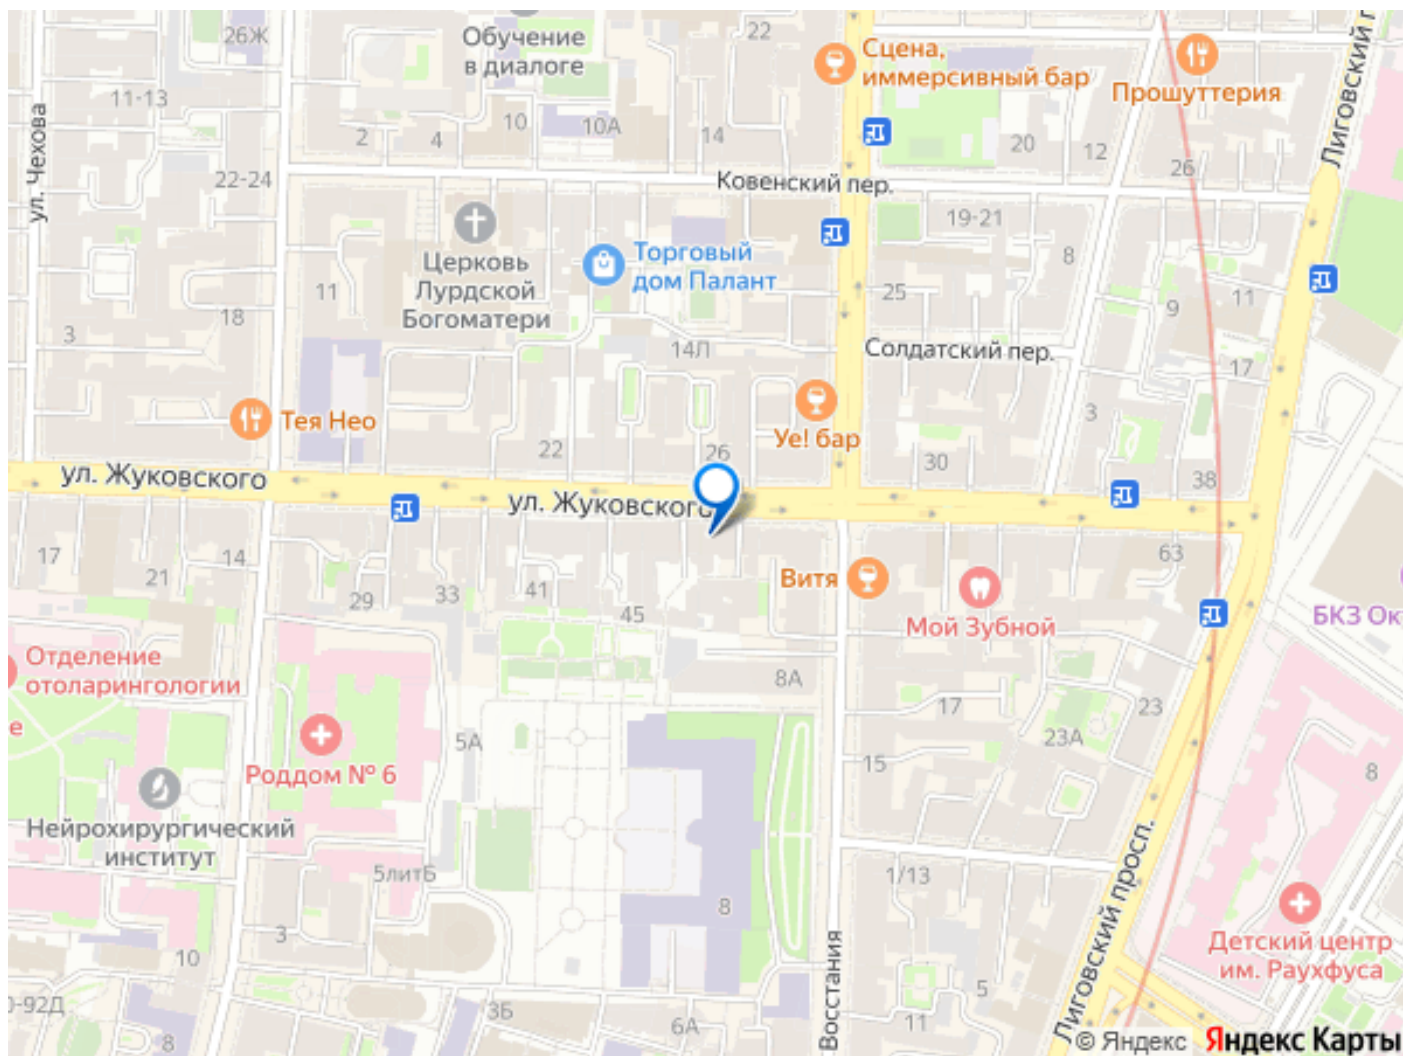 26Ж
Обучение
в диалоге
22
Сцена,
иммерсивный бар
Прошуттерия
Лиговский п
11-13
ул. Чехова
2
4
10
10А
14
20
12
26
22-24
Ковенский пер.
19-21
Церковь
Лурдской
Богоматери
Торговый
дом Палант
8
11
25
9
11
18
3
14Л
Солдатский пер.
17
Тея Нео
Уе! бар
3
22
26
30
38
ул. Жуковского
ул. Жуковского
17
21
14
29
33
41
45
Витя
63
Мой Зубной
БКЗ Ок
Отделение
отоларингологии
е
8А
17
23
23А
5А
15
8
Роддом № 6
Нейрохирургический
институт
5литБ
1/13
8
3
Лиговский просп.
Детский центр
им. Раухфуса
10
Восстания
0-92Д
3Б
6А
5
11
8
© Яндекс
Яндекс Карты